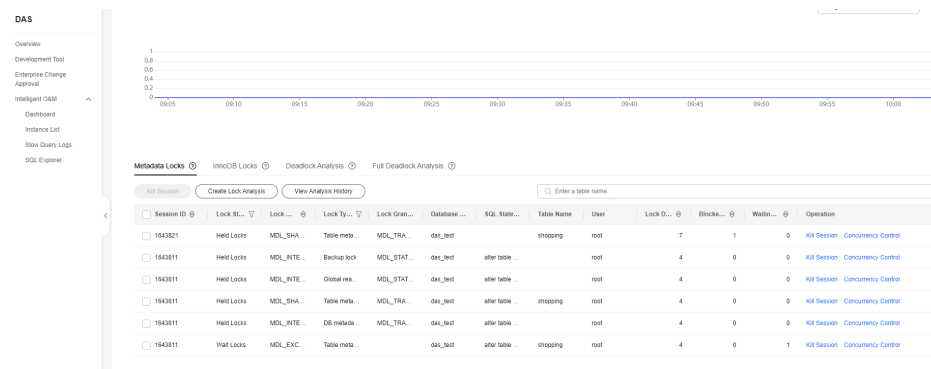 DAS
Overview
Development Tool
Enterprise Change
Approval
Intelligent O&M
Dashboard
Instance List
Slow Query Logs
SQL Explorer
1
0.8
0.6
0.4
0.2
0
09:05 09:10 09:15 09:20 09:25 09:30 09:35 09:40 09:45 09:50 09:55 10:00
Metadata Locks InnoDB Locks Deadlock Analysis Full Deadlock Analysis
Kill Session Create Lock Analysis View Analysis History Enter a table name.
Session ID Lock St... Lock ... Lock Ty... Lock Gran... Database ... SQL State... Table Name User Lock D... Blocke... Waitin... Operation
1643821 Held Locks MDL_SHA... Table meta... MDL_TRA... das_test shopping root 7 1 0 Kill Session Concurrency Control
1643811 Held Locks MDL_INTE... Backup lock MDL_STAT... das_test alter table ... root 4 0 0 Kill Session Concurrency Control
1643811 Held Locks MDL_INTE... Global rea... MDL_STAT... das_test alter table ... root 4 0 0 Kill Session Concurrency Control
1643811 Held Locks MDL_SHA... Table meta... MDL_TRA... das_test alter table ... shopping root 4 0 0 Kill Session Concurrency Control
1643811 Held Locks MDL_INTE... DB metada... MDL_TRA... das_test alter table ... root 4 0 0 Kill Session Concurrency Control
1643811 Wait Locks MDL_EXC... Table meta... das_test alter table ... shopping root 4 0 1 Kill Session Concurrency Control